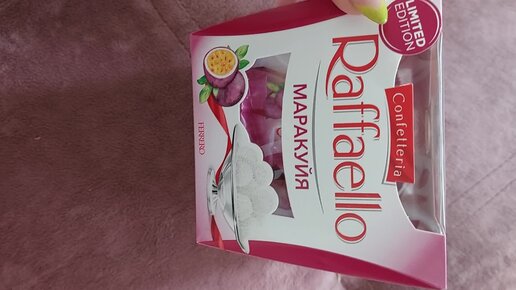 LIMITED
EDITION
Confetteria
Raffaello
МАРАКУЙЯ
FERRERO